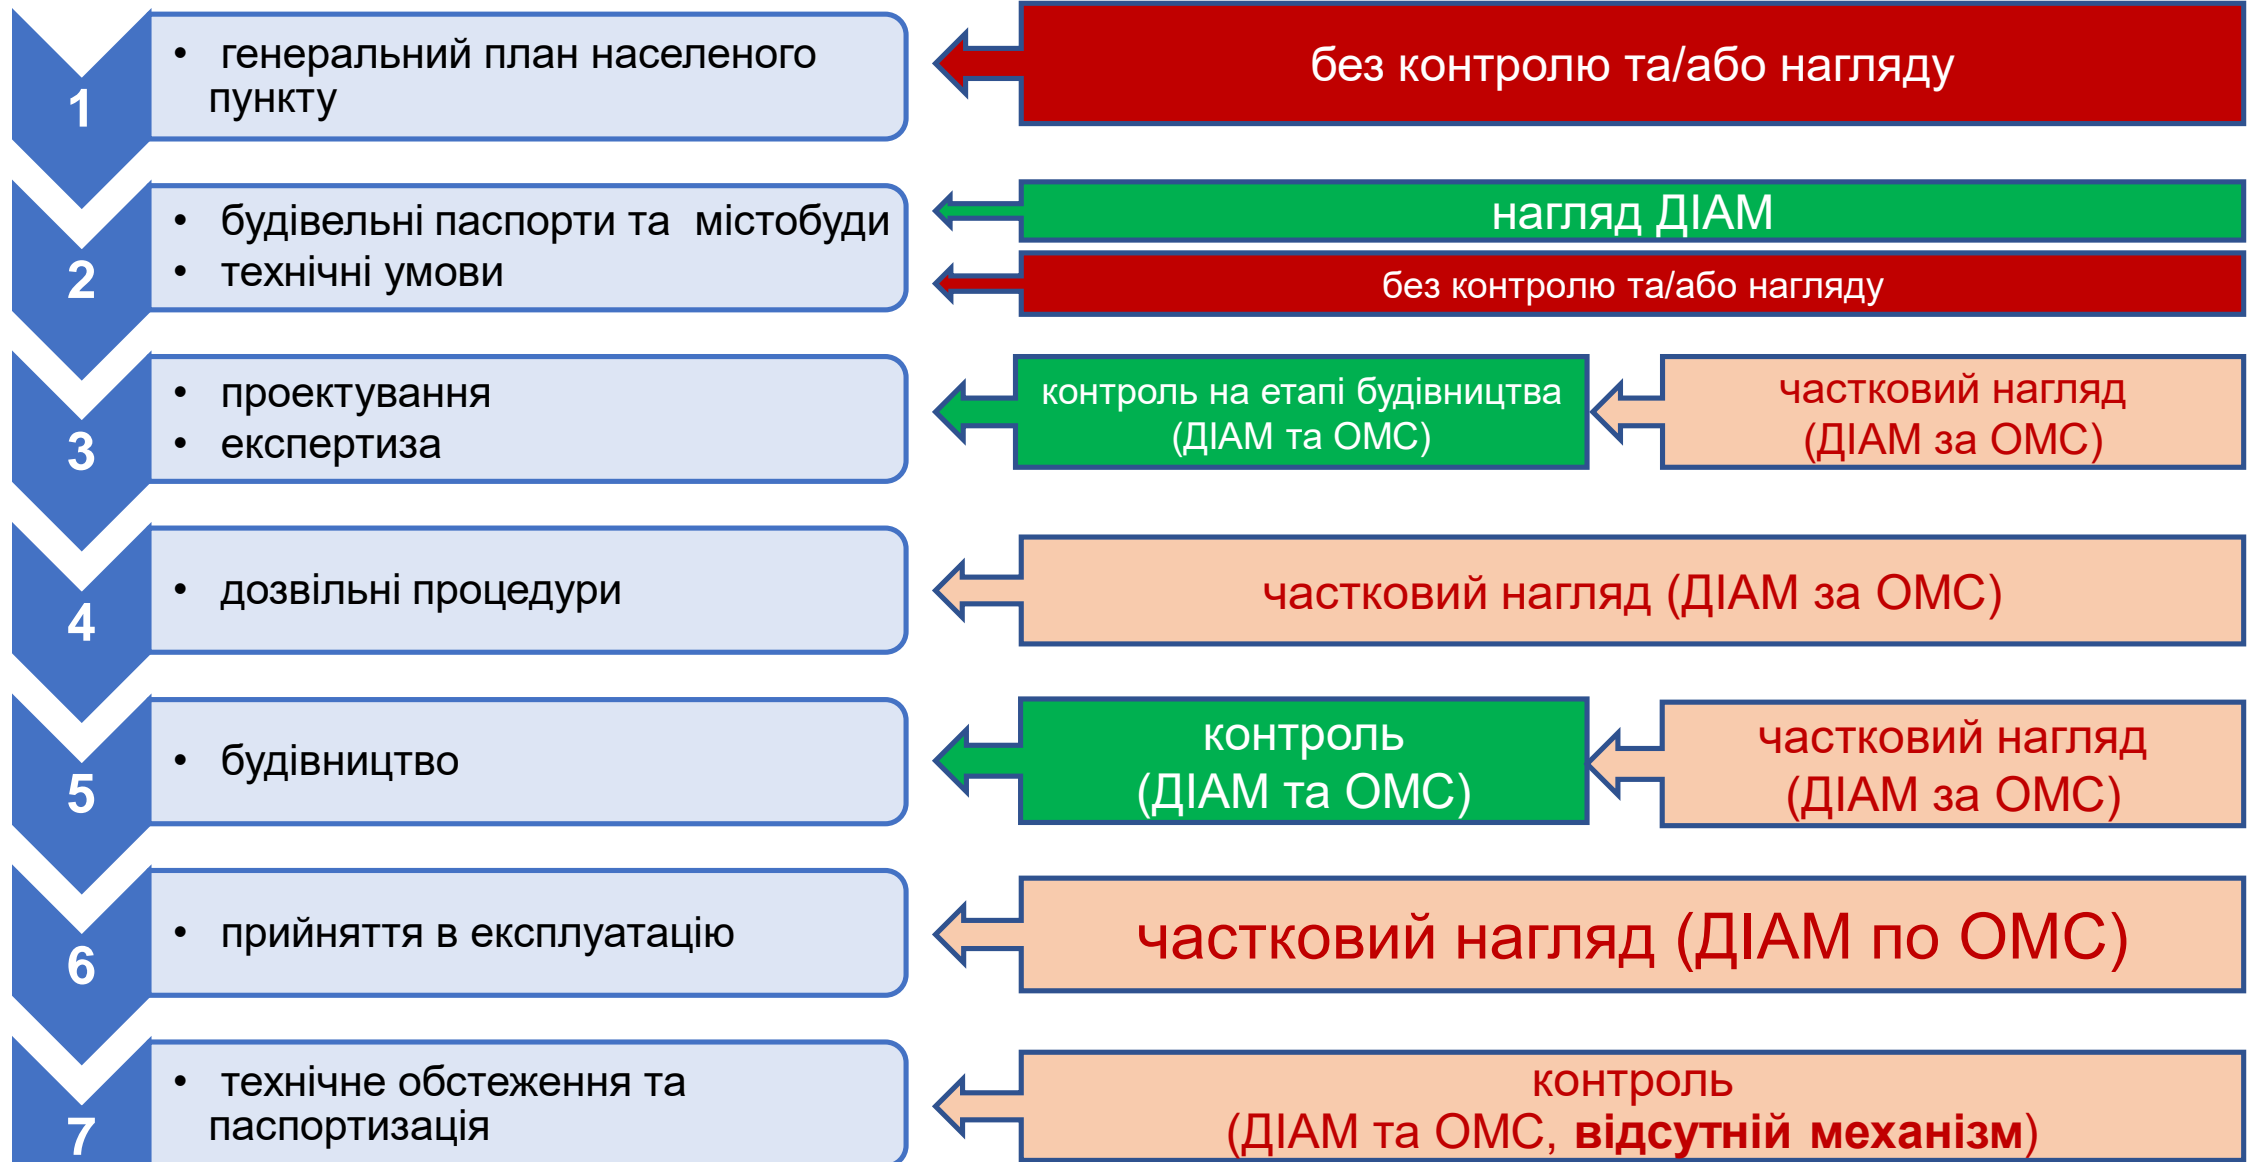 1
• генеральний план населеного
пункту
без контролю та/або нагляду
2
• будівельні паспорти та містобуди
• технічні умови
нагляд ДІАМ
без контролю та/або нагляду
3
• проектування
• експертиза
контроль на етапі будівництва
(ДІАМ та ОМС)
частковий нагляд
(ДІАМ за ОМС)
4
• дозвільні процедури
частковий нагляд (ДІАМ за ОМС)
5
• будівництво
контроль
(ДІАМ та ОМС)
частковий нагляд
(ДІАМ за ОМС)
6
• прийняття в експлуатацію
частковий нагляд (ДІАМ по ОМС)
7
• технічне обстеження та
паспортизація
контроль
(ДІАМ та ОМС, відсутній механізм)